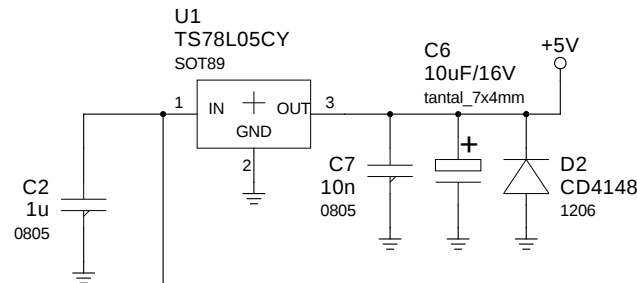 U1
TS78L05CY
SOT89
1
IN
OUT
3
GND
2
C2
1u
0805
C7
10n
0805
C6
10uF/16V
tantal_7x4mm
+
+5V
D2
CD4148
1206